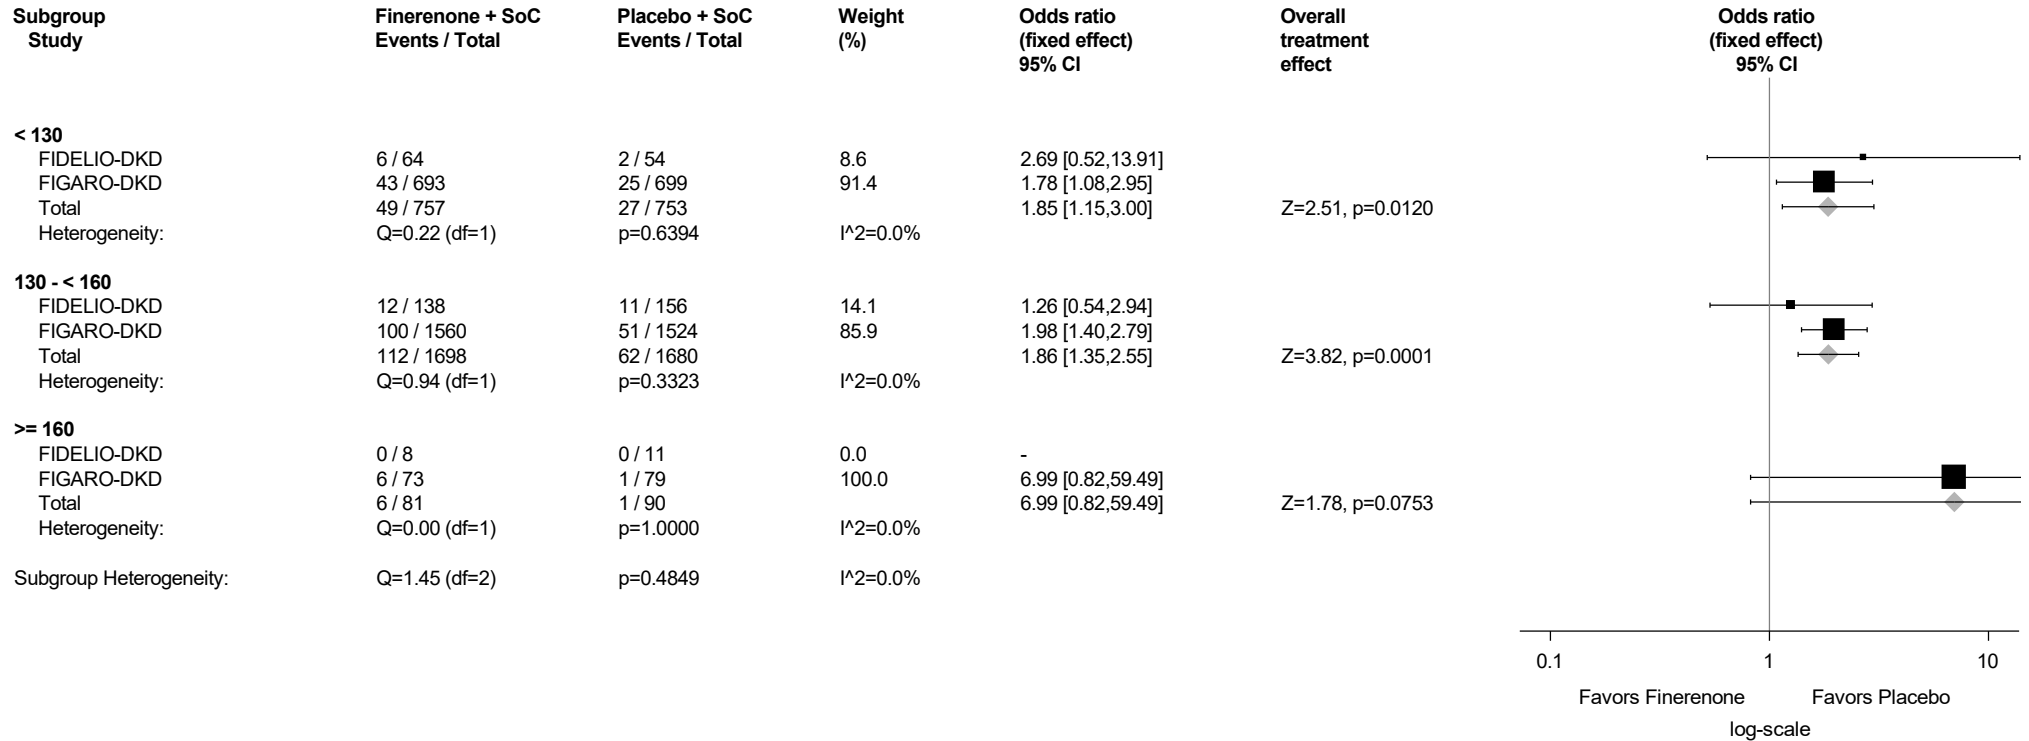 Subgroup Finerenone + SoC Placebo + SoC Weight Odds ratio Overall Odds ratio
Study Events / Total Events / Total (%) (fixed effect) treatment (fixed effect)
95% CI effect 95% CI
< 130
FIDELIO-DKD 6 / 64 2 / 54 8.6 2.69 [0.52,13.91]
FIGARO-DKD 43 / 693 25 / 699 91.4 1.78 [1.08,2.95]
Total 49 / 757 27 / 753 1.85 [1.15,3.00] Z=2.51, p=0.0120
Heterogeneity: Q=0.22 (df=1) p=0.6394 I^2=0.0%
130 - < 160
FIDELIO-DKD 12 / 138 11 / 156 14.1 1.26 [0.54,2.94]
FIGARO-DKD 100 / 1560 51 / 1524 85.9 1.98 [1.40,2.79]
Total 112 / 1698 62 / 1680 1.86 [1.35,2.55] Z=3.82, p=0.0001
Heterogeneity: Q=0.94 (df=1) p=0.3323 I^2=0.0%
>= 160
FIDELIO-DKD 0 / 8 0 / 11 0.0 -
FIGARO-DKD 6 / 73 1 / 79 100.0 6.99 [0.82,59.49]
Total 6 / 81 1 / 90 6.99 [0.82,59.49] Z=1.78, p=0.0753
Heterogeneity: Q=0.00 (df=1) p=1.0000 I^2=0.0%
Subgroup Heterogeneity: Q=1.45 (df=2) p=0.4849 I^2=0.0%
0.1 1 10
Favors Finerenone Favors Placebo
log-scale